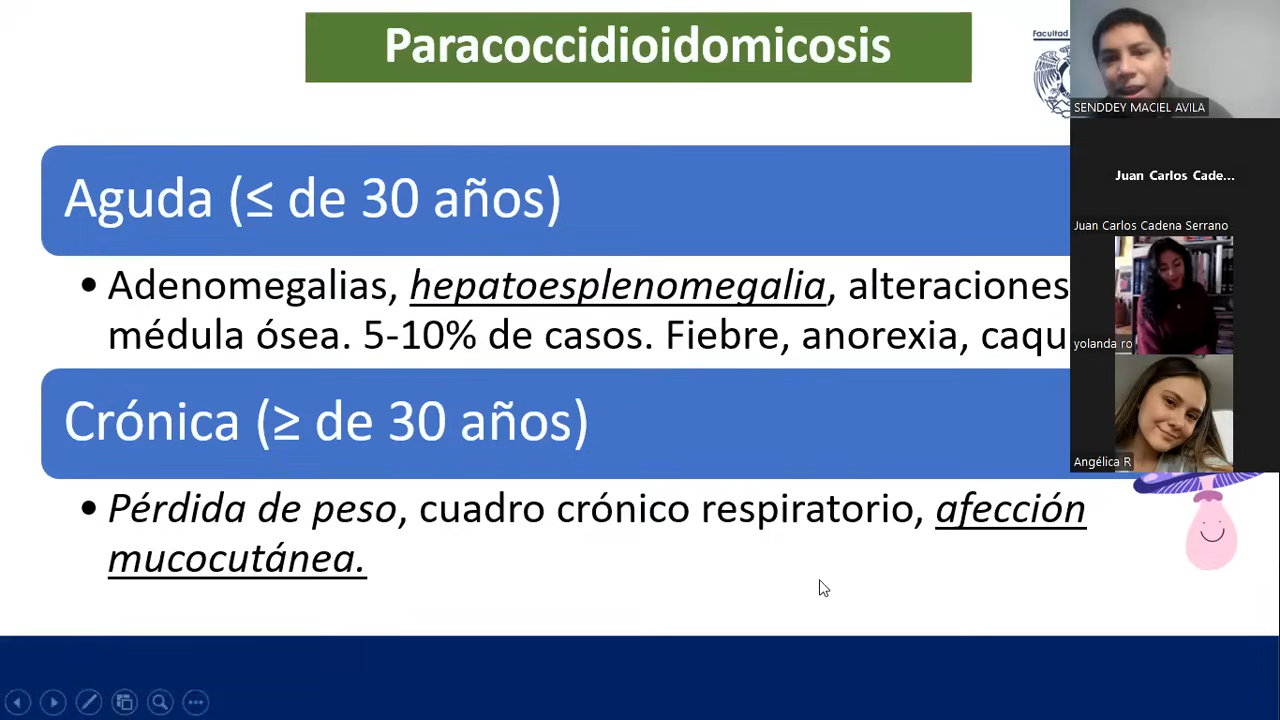 Paracoccidioidomicosis
Facultad
SENDDEY MACIEL AVILA
Juan Carlos Cade...
Juan Carlos Cadena Serrano
yolanda ro
Angélica R
Aguda (≤ de 30 años)
• Adenomegalias, hepatoesplenomegalia, alteraciones
médula ósea. 5-10% de casos. Fiebre, anorexia, caqu
Crónica (≥ de 30 años)
• Pérdida de peso, cuadro crónico respiratorio, afección
mucocutánea.